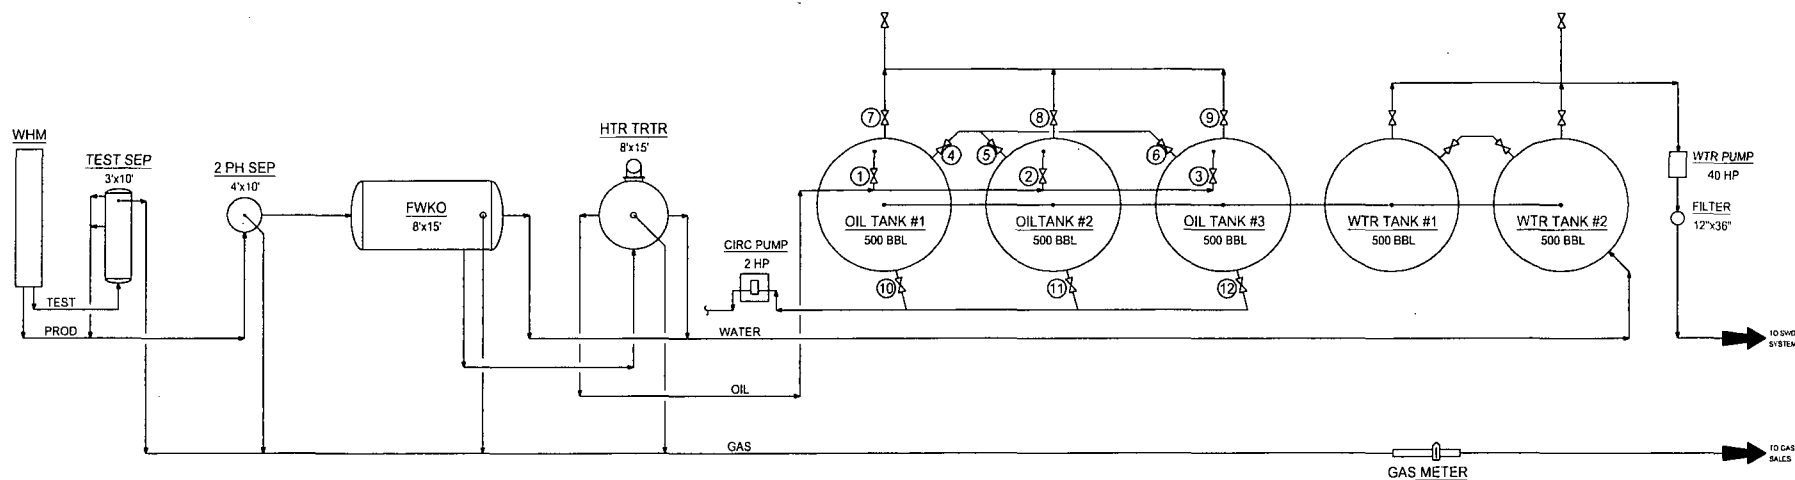 WHM
TEST SEP
3'x10'
2 PH SEP
4'x10'
FWKO
8'x15'
HTR TRTR
8'x15'
TEST
PROD
CIRC PUMP
2 HP
WATER
OIL
GAS
7
8
9
4
5
6
1
2
3
OIL TANK #1
500 BBL
OIL TANK #2
500 BBL
OIL TANK #3
500 BBL
WTR TANK #1
500 BBL
WTR TANK #2
500 BBL
10
11
12
WTR PUMP
40 HP
FILTER
12"x36"
TO SWD
SYSTEM
GAS METER
TO GAS
SALES